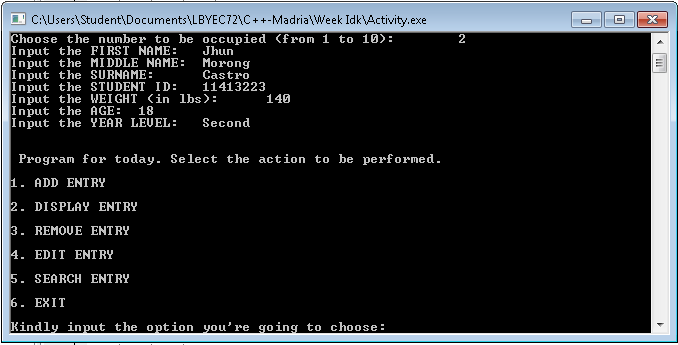 C:\Users\Student\Documents\LBYEC72\C++-Madria\Week Idk\Activity.exe
Choose the number to be occupied (from 1 to 10): 2
Input the FIRST NAME: Jhun
Input the MIDDLE NAME: Morong
Input the SURNAME: Castro
Input the STUDENT ID: 11413223
Input the WEIGHT (in lbs): 140
Input the AGE: 18
Input the YEAR LEVEL: Second
Program for today. Select the action to be performed.
1. ADD ENTRY
2. DISPLAY ENTRY
3. REMOVE ENTRY
4. EDIT ENTRY
5. SEARCH ENTRY
6. EXIT
Kindly input the option you're going to choose: